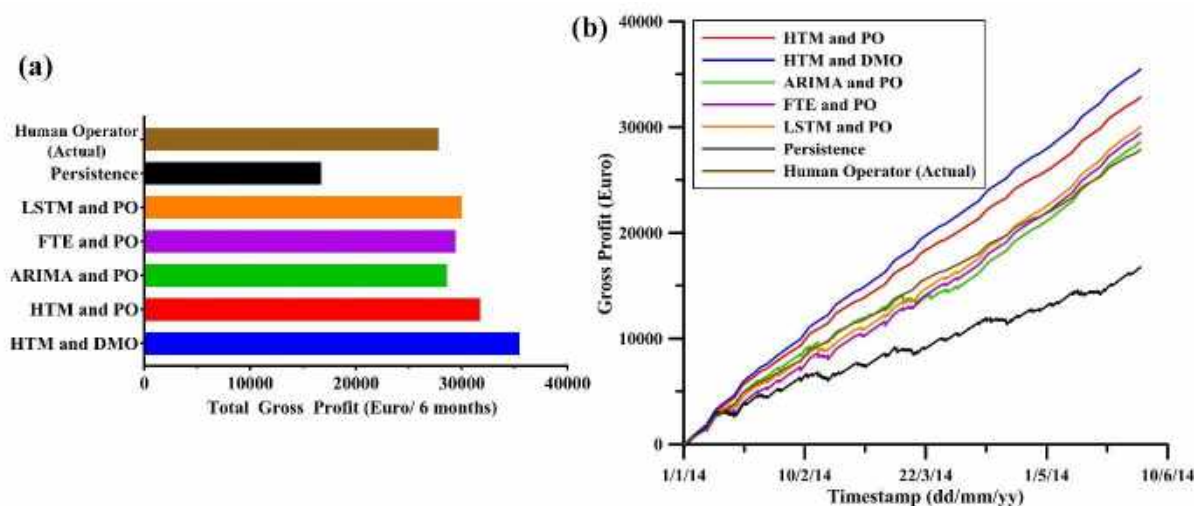 (a)
Human Operator
(Actual)
Persistence
LSTM and PO
FTE and PO
ARIMA and PO
HTM and PO
HTM and DMO
0 10000 20000 30000 40000
Total Gross Profit (Euro/ 6 months)
(b)
40000
30000
20000
10000
0
Gross Profit (Euro)
HTM and PO
HTM and DMO
ARIMA and PO
FTE and PO
LSTM and PO
Persistence
Human Operator (Actual)
1/1/14 10/2/14 22/3/14 1/5/14 10/6/14
Timestamp (dd/mm/yy)